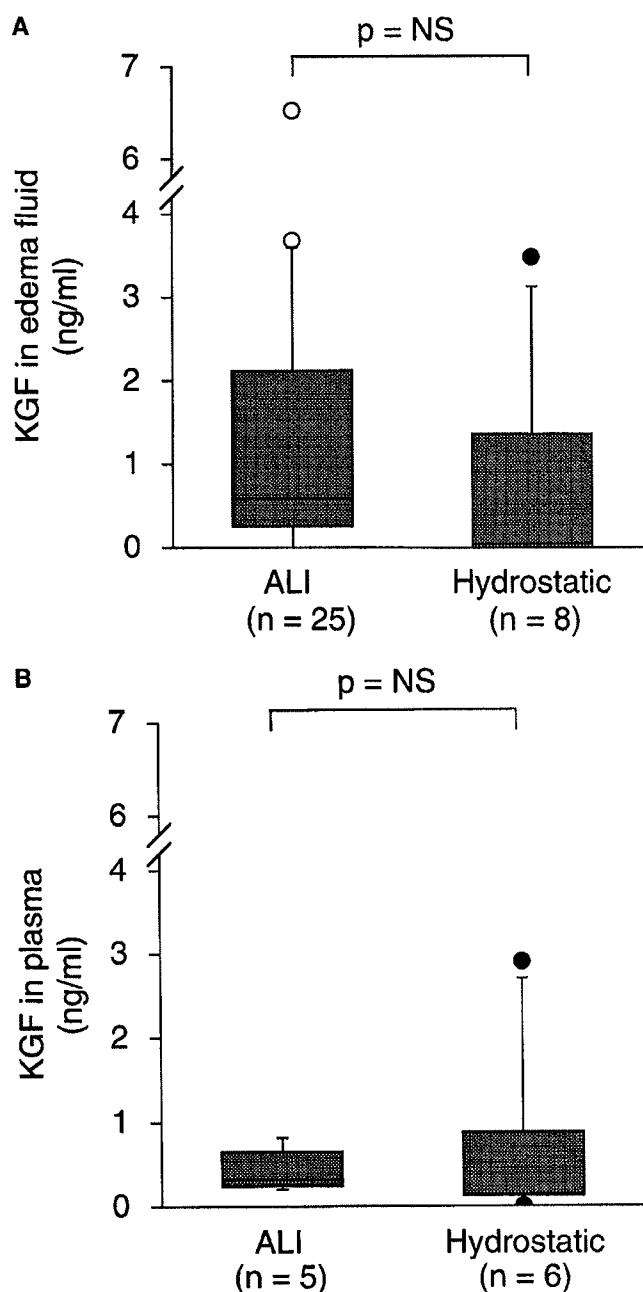 A
p = NS
7
6
4
3
2
1
0
KGF in edema fluid
(ng/ml)
ALI
(n = 25)
Hydrostatic
(n = 8)
B
p = NS
7
6
4
3
2
1
0
KGF in plasma
(ng/ml)
ALI
(n = 5)
Hydrostatic
(n = 6)